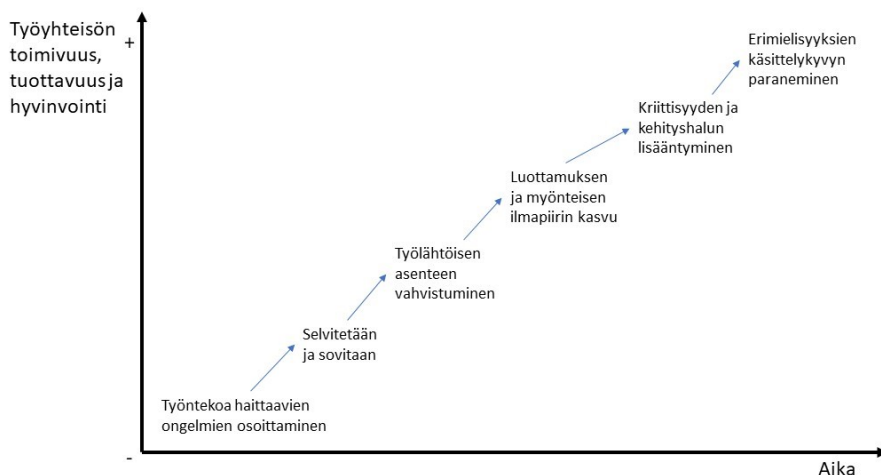 Työyhteisön
toimivuus,
tuottavuus ja
hyvinvointi
+
Erimielisyyksien
käsittelykyvyn
paraneminen
Kriittisyyden ja
kehityshalun
lisääntyminen
Luottamuksen
ja myönteisen
ilmapiirin kasvu
Työlähtöisen
asenteen
vahvistuminen
Selvitetään
ja sovitaan
Työntekoa haittaavien
ongelmien osoittaminen
-
Aika